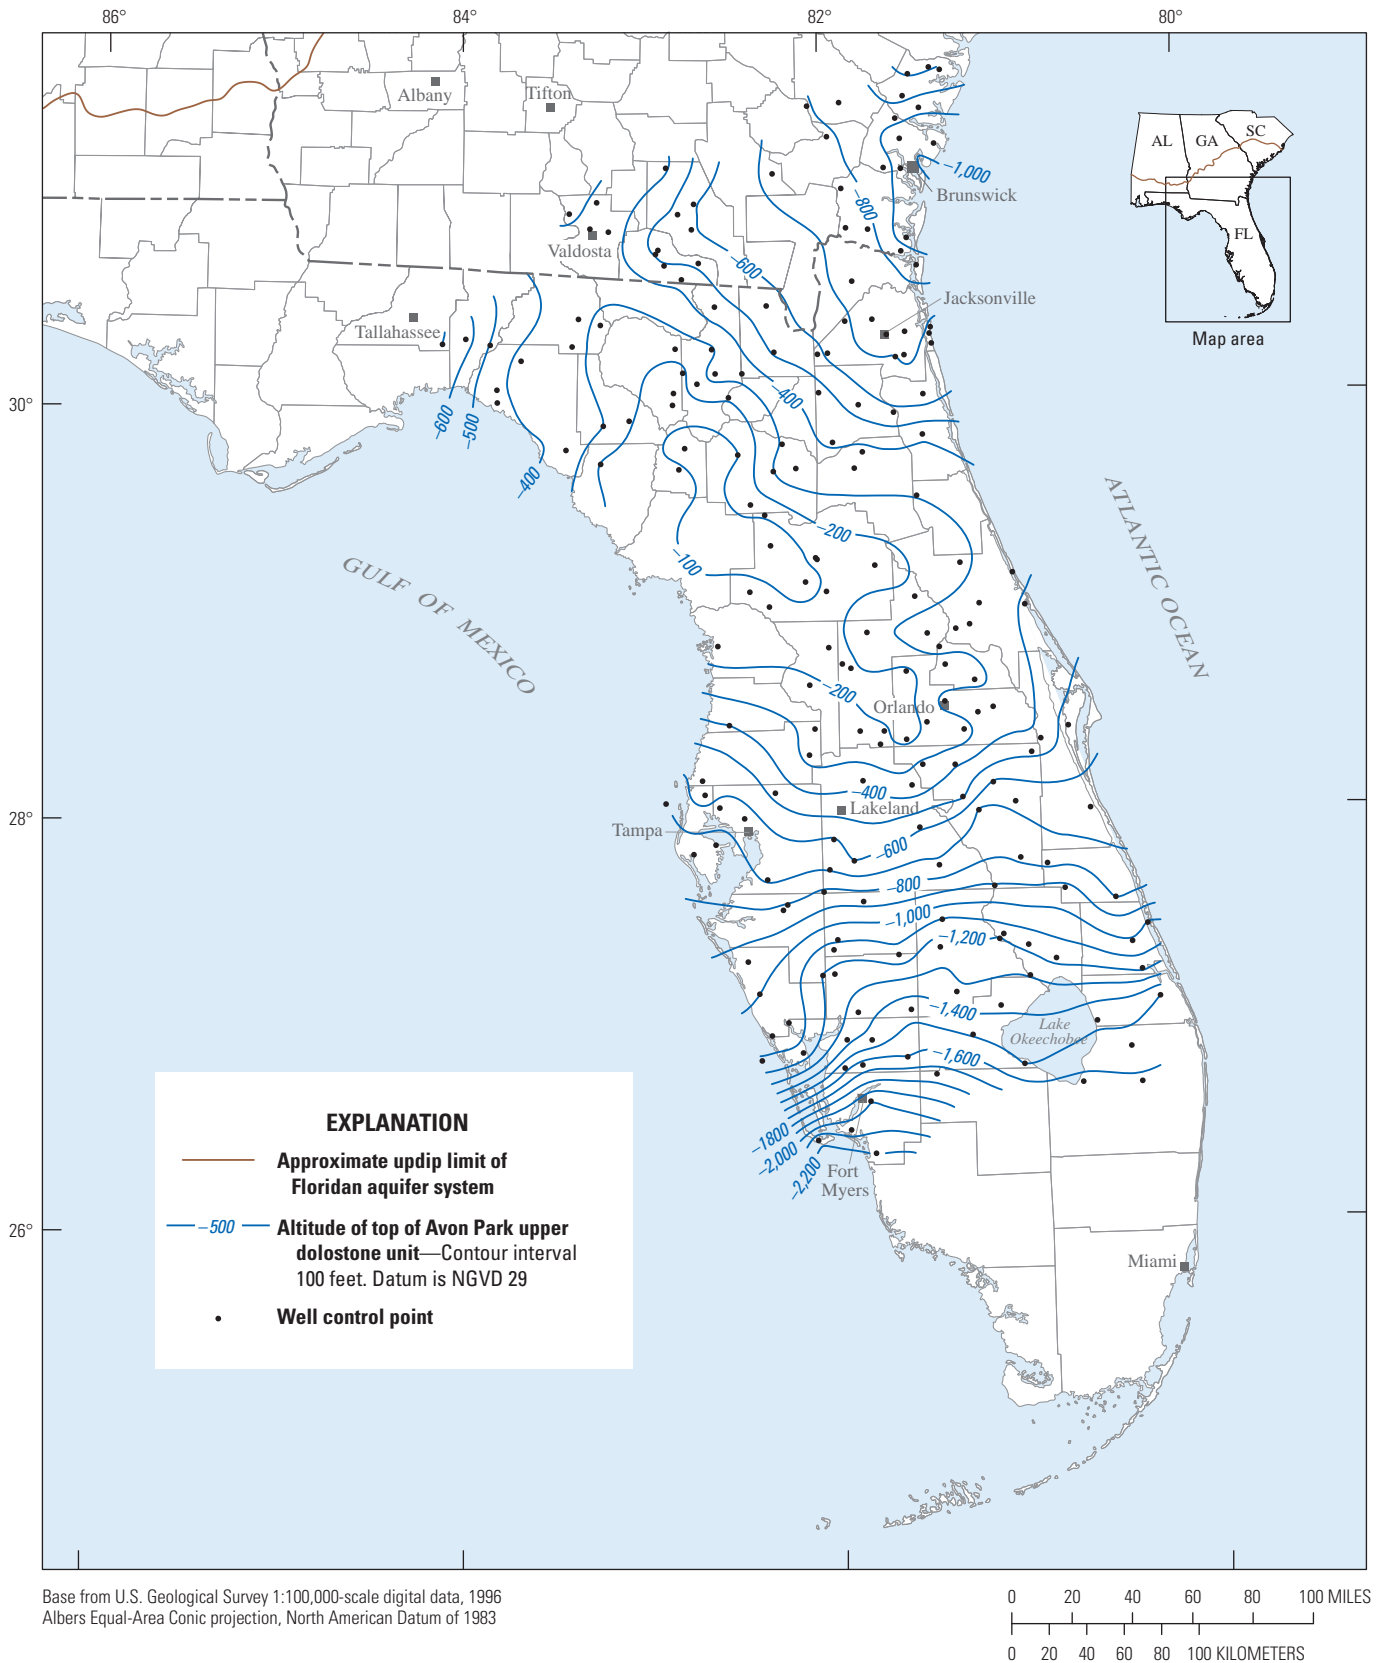 86°
84°
82°
80°
Albany
Tifton
Valdosta
Tallahassee
Brunswick
Jacksonville
–1,000
–800
–600
–400
–600
–500
–400
–200
–100
30°
28°
26°
GULF OF MEXICO
ATLANTIC OCEAN
–200
Orlando
–400
Lakeland
Tampa
–600
–800
–1,000
–1,200
–1,400
–1,600
Lake
Okeechobee
–1800
–2,000
–2,200
Fort
Myers
Miami
AL
GA
SC
FL
Map area
EXPLANATION
Approximate updip limit of
Floridan aquifer system
–500
Altitude of top of Avon Park upper
dolostone unit—Contour interval
100 feet. Datum is NGVD 29
Well control point
Base from U.S. Geological Survey 1:100,000-scale digital data, 1996
Albers Equal-Area Conic projection, North American Datum of 1983
0 20 40 60 80 100 MILES
0 20 40 60 80 100 KILOMETERS